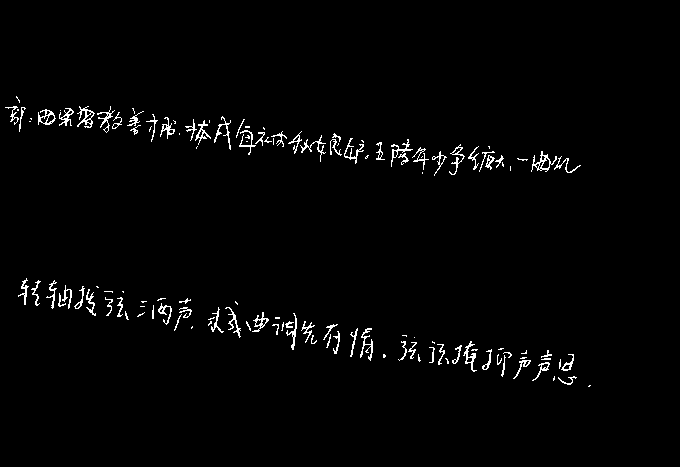 部.曲罢曾教善才服.妆成每被秋娘妒.五陵年少争缠头.一曲红
转轴拨弦三两声.未成曲调先有情.弦弦掩抑声声思.